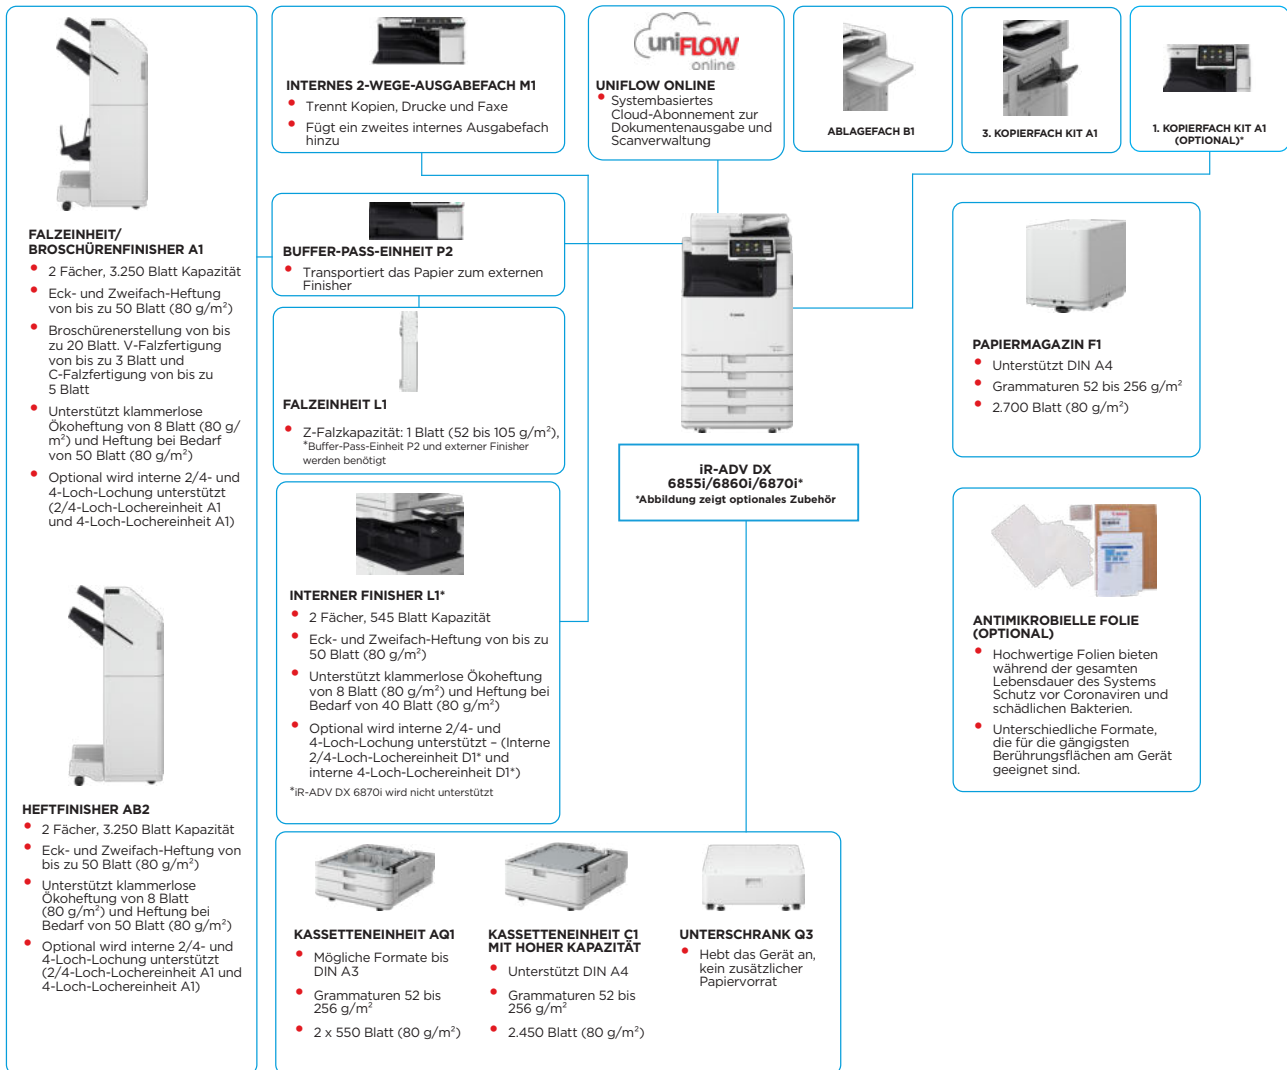 FALZEINHEIT/
BROSCHÜRENFINISHER A1
• 2 Fächer, 3.250 Blatt Kapazität
• Eck- und Zweifach-Heftung
von bis zu 50 Blatt (80 g/m²)
• Broschürenerstellung von bis
zu 20 Blatt. V-Falzfertigung
von bis zu 3 Blatt und
C-Falzfertigung von bis zu
5 Blatt
• Unterstützt klammerlose
Ökoheftung von 8 Blatt (80 g/
m²) und Heftung bei Bedarf
von 50 Blatt (80 g/m²)
• Optional wird interne 2/4- und
4-Loch-Lochung unterstützt
(2/4-Loch-Lochereinheit A1
und 4-Loch-Lochereinheit A1)
HEFTFINISHER AB2
• 2 Fächer, 3.250 Blatt Kapazität
• Eck- und Zweifach-Heftung von
bis zu 50 Blatt (80 g/m²)
• Unterstützt klammerlose
Ökoheftung von 8 Blatt
(80 g/m²) und Heftung bei
Bedarf von 50 Blatt (80 g/m²)
• Optional wird interne 2/4- und
4-Loch-Lochung unterstützt
(2/4-Loch-Lochereinheit A1 und
4-Loch-Lochereinheit A1)
INTERNES 2-WEGE-AUSGABEFACH M1
• Trennt Kopien, Drucke und Faxe
• Fügt ein zweites internes Ausgabefach
hinzu
BUFFER-PASS-EINHEIT P2
• Transportiert das Papier zum externen
Finisher
FALZEINHEIT L1
• Z-Falzkapazität: 1 Blatt (52 bis 105 g/m²),
*Buffer-Pass-Einheit P2 und externer Finisher
werden benötigt
INTERNER FINISHER L1*
• 2 Fächer, 545 Blatt Kapazität
• Eck- und Zweifach-Heftung von bis zu
50 Blatt (80 g/m²)
• Unterstützt klammerlose Ökoheftung
von 8 Blatt (80 g/m²) und Heftung bei
Bedarf von 40 Blatt (80 g/m²)
• Optional wird interne 2/4- und
4-Loch-Lochung unterstützt – (Interne
2/4-Loch-Lochereinheit D1* und
interne 4-Loch-Lochereinheit D1*)
*iR-ADV DX 6870i wird nicht unterstützt
uniFLOW
online
UNIFLOW ONLINE
• Systembasiertes
Cloud-Abonnement zur
Dokumentenausgabe und
Scanverwaltung
ABLAGEFACH B1
3. KOPIERFACH KIT A1
1. KOPIERFACH KIT A1
(OPTIONAL)*
Canon
iR-ADV DX
6855i/6860i/6870i*
*Abbildung zeigt optionales Zubehör
PAPIERMAGAZIN F1
• Unterstützt DIN A4
• Grammaturen 52 bis 256 g/m²
• 2.700 Blatt (80 g/m²)
ANTIMIKROBIELLE FOLIE
(OPTIONAL)
• Hochwertige Folien bieten
während der gesamten
Lebensdauer des Systems
Schutz vor Coronaviren und
schädlichen Bakterien.
• Unterschiedliche Formate,
die für die gängigsten
Berührungsflächen am Gerät
geeignet sind.
KASSETTENEINHEIT AQ1
• Mögliche Formate bis
DIN A3
• Grammaturen 52 bis
256 g/m²
• 2 x 550 Blatt (80 g/m²)
KASSETTENEINHEIT C1
MIT HOHER KAPAZITÄT
• Unterstützt DIN A4
• Grammaturen 52 bis
256 g/m²
• 2.450 Blatt (80 g/m²)
UNTERSCHRANK Q3
• Hebt das Gerät an,
kein zusätzlicher
Papiervorrat